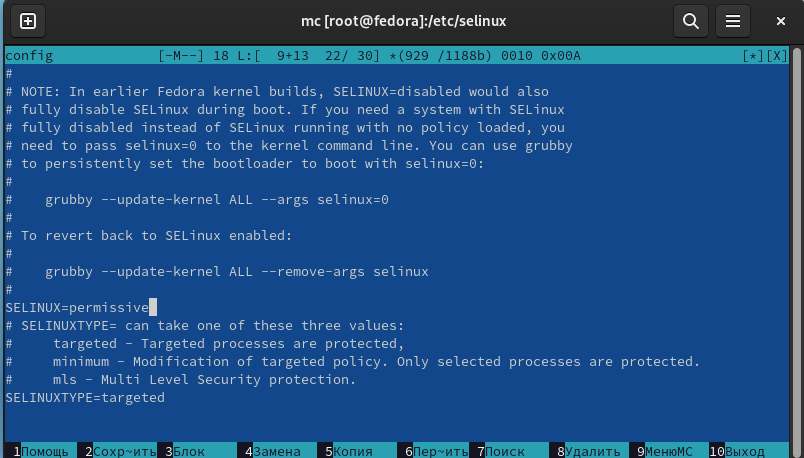 mc [root@fedora]:/etc/selinux
config [-M--] 18 L:[ 9+13 22/ 30] *(929 /1188b) 0010 0x00A [*][X]
#
# NOTE: In earlier Fedora kernel builds, SELINUX=disabled would also
# fully disable SELinux during boot. If you need a system with SELinux
# fully disabled instead of SELinux running with no policy loaded, you
# need to pass selinux=0 to the kernel command line. You can use grubby
# to persistently set the bootloader to boot with selinux=0:
#
#    grubby --update-kernel ALL --args selinux=0
#
# To revert back to SELinux enabled:
#
#    grubby --update-kernel ALL --remove-args selinux
#
SELINUX=permissive
# SELINUXTYPE= can take one of these three values:
#     targeted - Targeted processes are protected,
#     minimum - Modification of targeted policy. Only selected processes are protected.
#     mls - Multi Level Security protection.
SELINUXTYPE=targeted
1Помощь 2Сохр~ить 3Блок 4Замена 5Копия 6Пер~ить 7Поиск 8Удалить 9МенюMC 10Выход